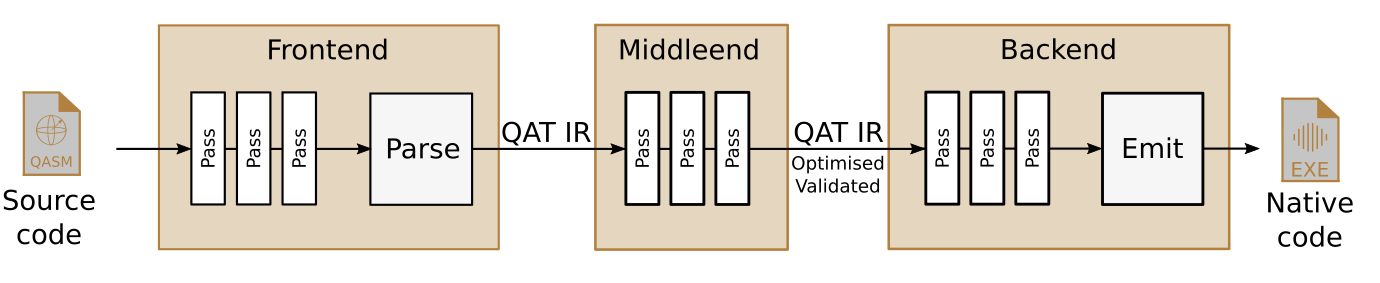 Frontend
Middleend
Backend
QASM
Source
code
Pass
Pass
Pass
Parse
QAT IR
Pass
Pass
Pass
QAT IR
Optimised
Validated
Pass
Pass
Pass
Emit
EXE
Native
code